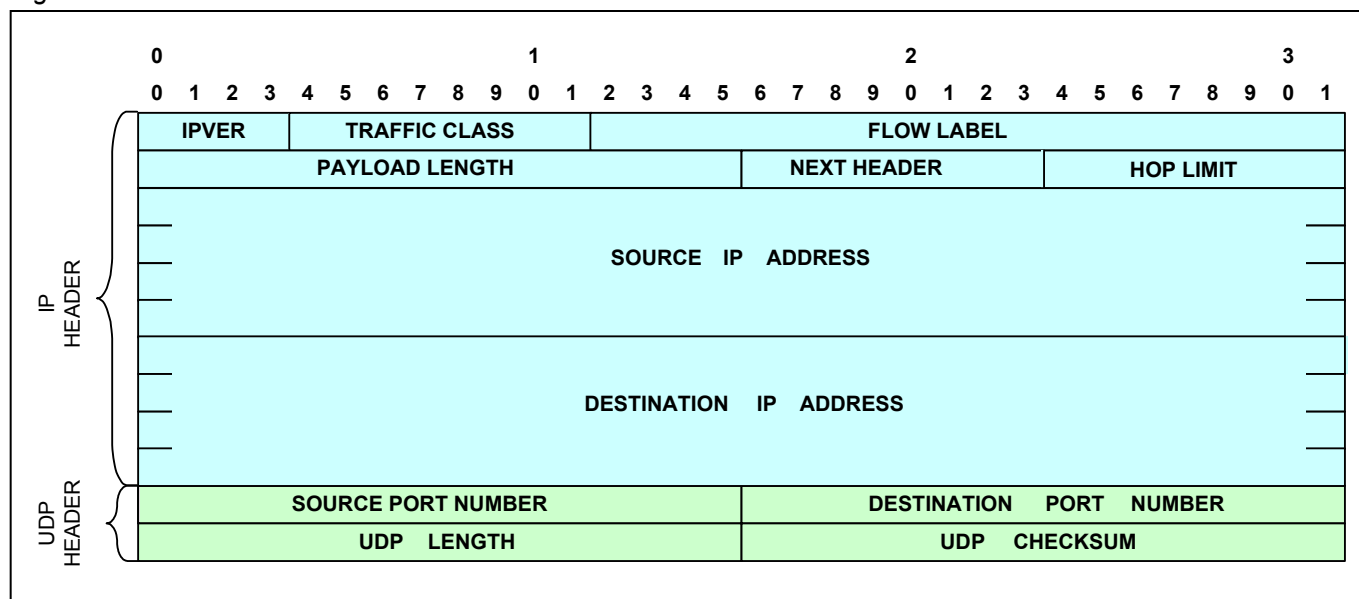 0 1 2 3
0 1 2 3 4 5 6 7 8 9 0 1 2 3 4 5 6 7 8 9 0 1 2 3 4 5 6 7 8 9 0 1
IPVER TRAFFIC CLASS FLOW LABEL
PAYLOAD LENGTH NEXT HEADER HOP LIMIT
SOURCE IP ADDRESS
IP
HEADER
DESTINATION IP ADDRESS
UDP
HEADER
SOURCE PORT NUMBER DESTINATION PORT NUMBER
UDP LENGTH UDP CHECKSUM